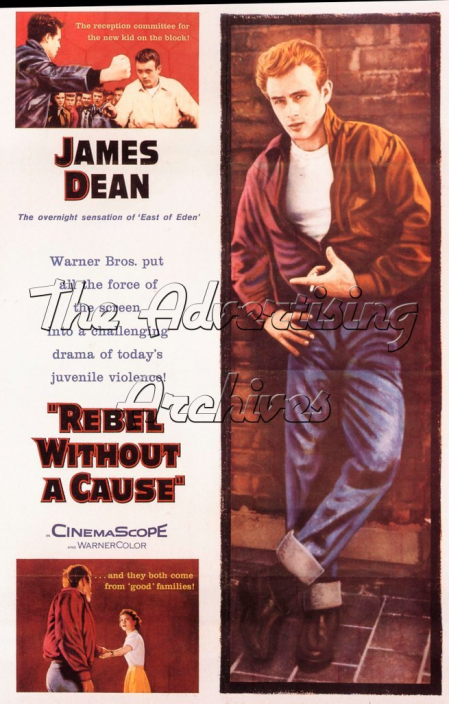 The reception committee for
the new kid on the block!
JAMES
DEAN
The overnight sensation of 'East of Eden'
Warner Bros. put
all the force of
the screen
into a challenging
drama of today's
juvenile violence!
The Advertising
Archives
"REBEL
WITHOUT
A CAUSE"
IN CINEMASCOPE
AND WARNERCOLOR
...and they both come
from 'good' families!